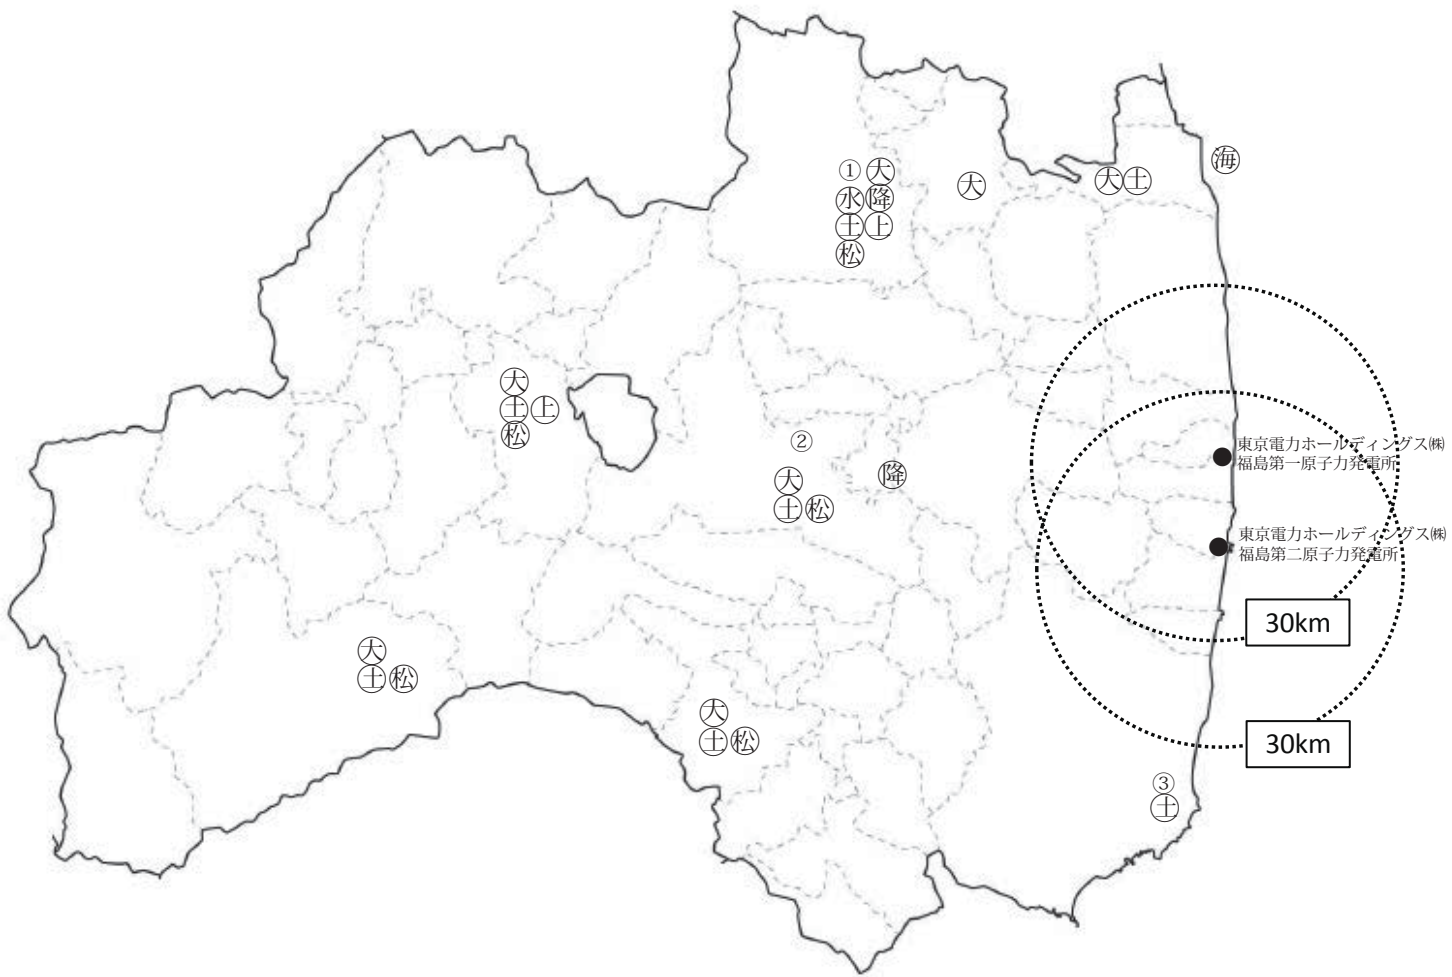 海
① 大
水 降
土 上
松
大
大 土
大
土 上
松
②
大
土 松
降
東京電力ホールディングス㈱
福島第一原子力発電所
東京電力ホールディングス㈱
福島第二原子力発電所
30km
大
土 松
大
土 松
30km
③
土